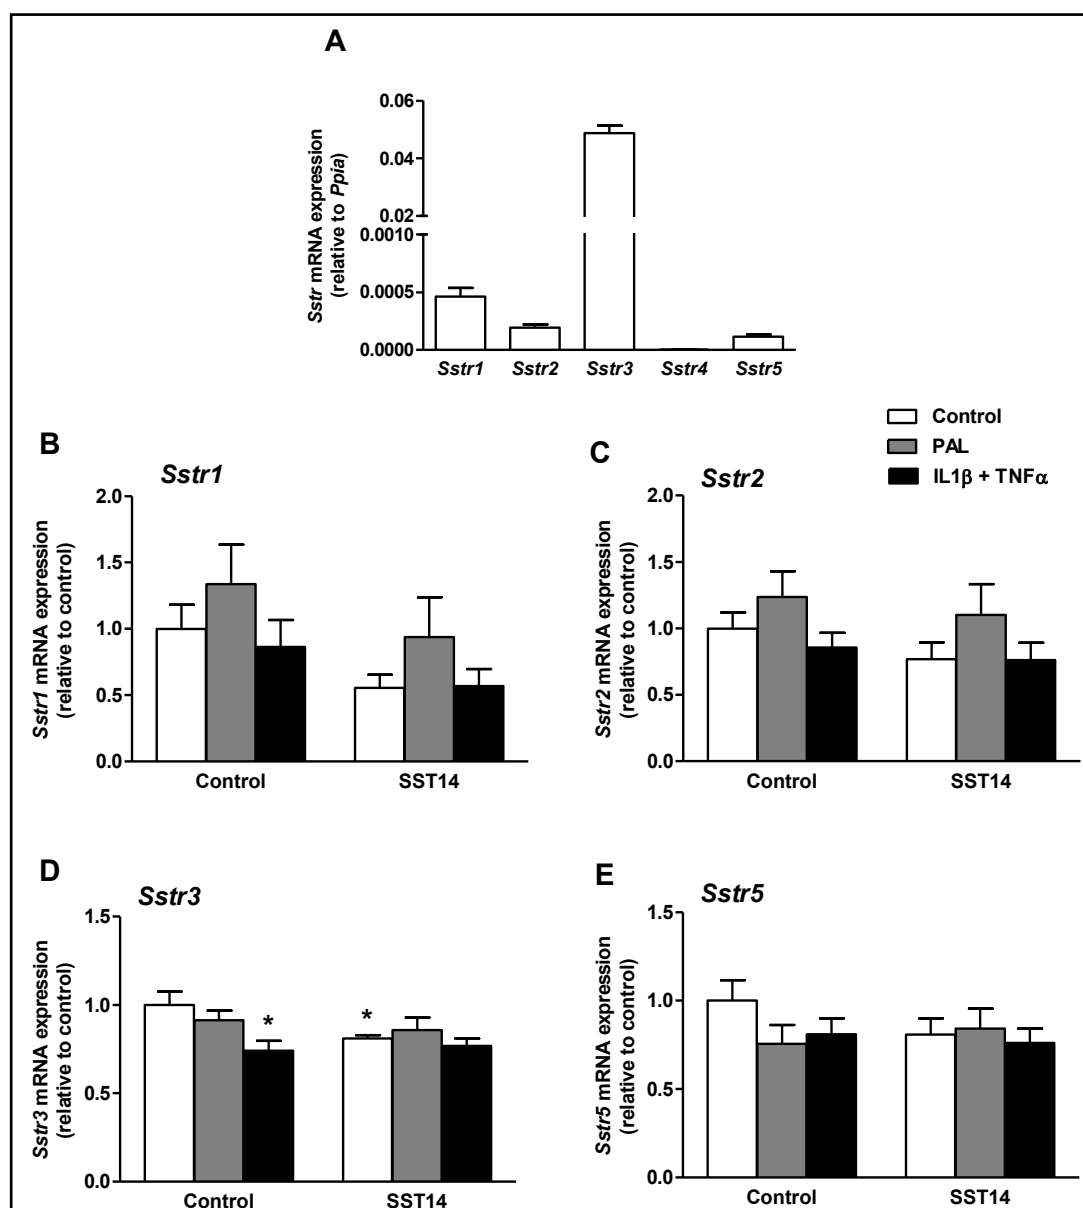 A
Sstr mRNA expression
(relative to Ppia)
0.06
0.04
0.02
0.0010
0.0005
0.0000
Sstr1 Sstr2 Sstr3 Sstr4 Sstr5
Control
PAL
IL1β + TNFα
B
Sstr1
Sstr1 mRNA expression
(relative to control)
2.0
1.5
1.0
0.5
0.0
Control SST14
C
Sstr2
Sstr2 mRNA expression
(relative to control)
2.0
1.5
1.0
0.5
0.0
Control SST14
D
Sstr3
Sstr3 mRNA expression
(relative to control)
1.5
1.0
0.5
0.0
* *
Control SST14
E
Sstr5
Sstr5 mRNA expression
(relative to control)
1.5
1.0
0.5
0.0
Control SST14